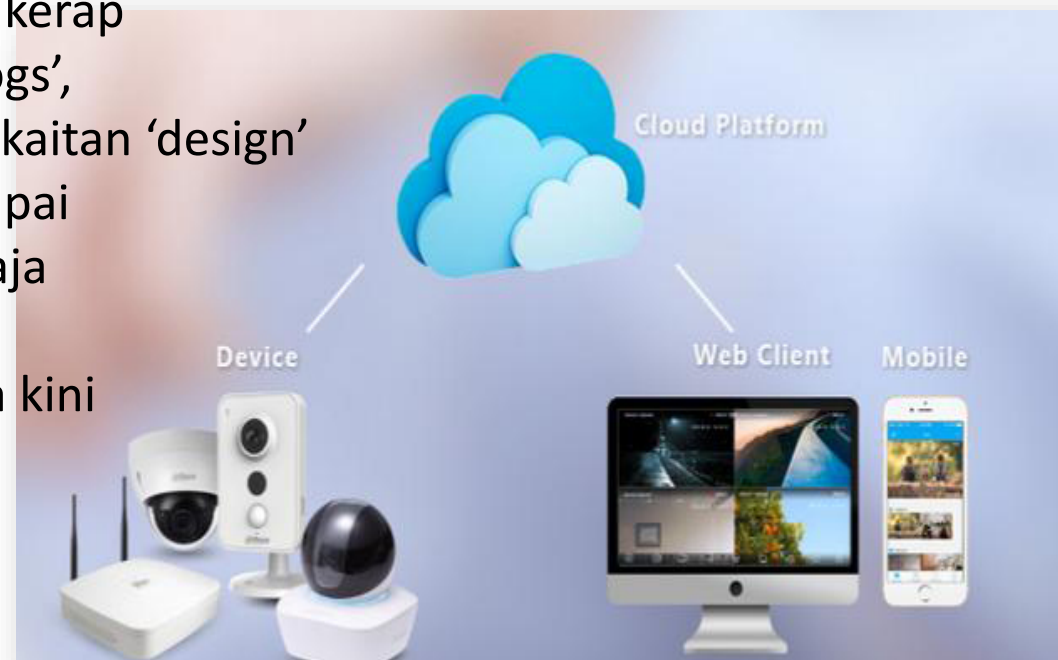 kerap
gs’,
kaitan ‘design’
pai
aja
kini
Cloud Platform
Device
Web Client
Mobile